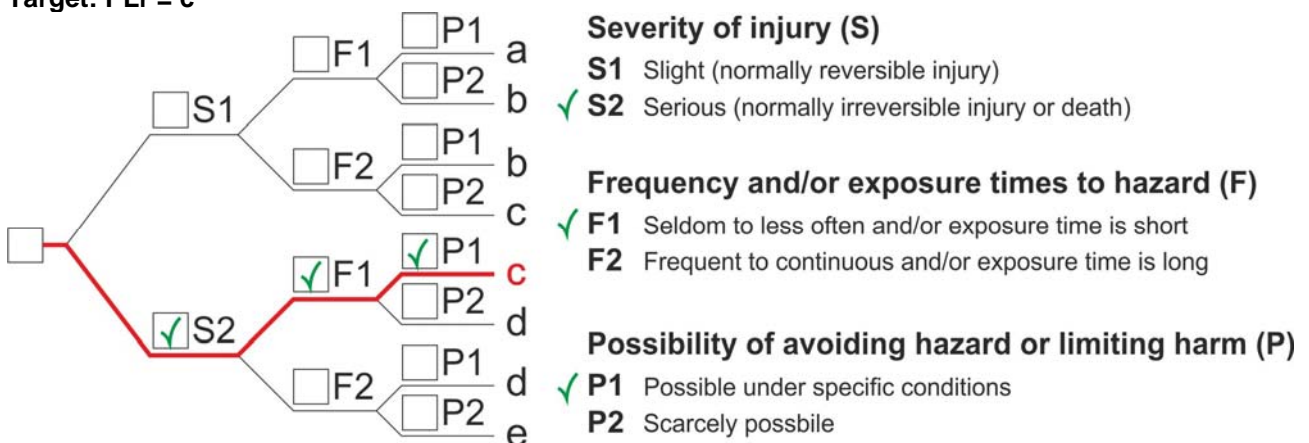 Target: PLr = c
P1
a
F1
P2
b
S1
P1
b
F2
P2
c
P1
c
F1
P2
d
S2
P1
d
F2
P2
e
Severity of injury (S)
S1 Slight (normally reversible injury)
S2 Serious (normally irreversible injury or death)
Frequency and/or exposure times to hazard (F)
F1 Seldom to less often and/or exposure time is short
F2 Frequent to continuous and/or exposure time is long
Possibility of avoiding hazard or limiting harm (P)
P1 Possible under specific conditions
P2 Scarcely possbile